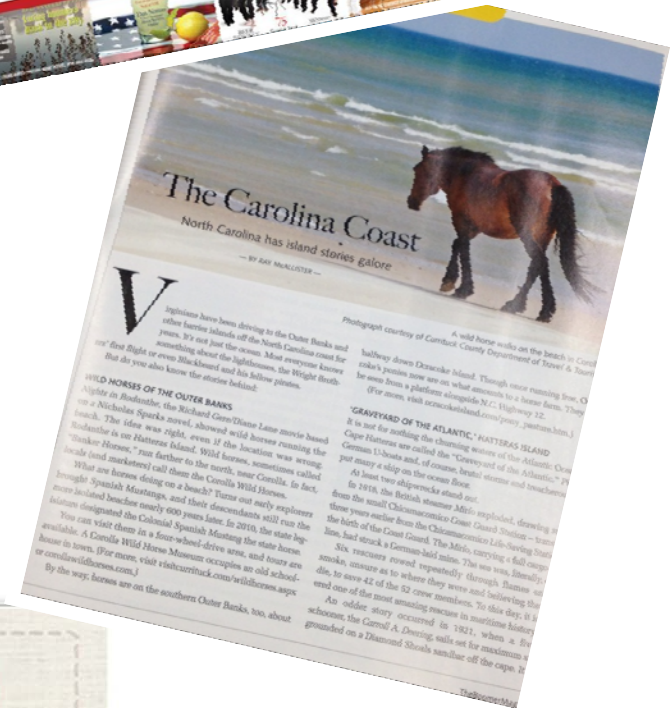 The Carolina Coast
North Carolina has island stories galore
— BY RAY McALLISTER —
A wild horse walks on the beach in
Photograph courtesy of Currituck County Department of Travel &
Virginians have been driving to the Outer Banks and
other barrier islands off the North Carolina coast for
years. It's not just the ocean. Most everyone knows
something about the lighthouses, the Wright Broth-
ers' first flight or even Blackbeard and his fellow pirates.
But do you also know the stories behind:
WILD HORSES OF THE OUTER BANKS
Nights in Rodanthe, the Richard Gere/Diane Lane movie based
on a Nicholas Sparks novel, showed wild horses running the
beach. The idea was right, even if the location was wrong.
Rodanthe is on Hatteras Island. Wild horses, sometimes called
"Banker Horses," run farther to the north, near Corolla. In fact,
locals (and marketers) call them the Corolla Wild Horses.
What are horses doing on a beach? Turns out early explorers
brought Spanish Mustangs, and their descendants still run the
more isolated beaches nearly 600 years later. In 2010, the state leg-
islature designated the Colonial Spanish Mustang the state horse.
You can visit them in a four-wheel-drive area, and tours are
available. A Corolla Wild Horse Museum occupies an old school-
house in town. (For more, visit visitcurrituck.com/wildhorses.aspx
or corollawildhorses.com.)
By the way, horses are on the southern Outer Banks, too, about
halfway down Ocracoke Island. Though once running free,
coke's ponies now are on what amounts to a horse farm. They
be seen from a platform alongside N.C. Highway 12.
(For more, visit ocracokeisland.com/pony_pasture.htm.)
'GRAVEYARD OF THE ATLANTIC,' HATTERAS ISLAND
It is not for nothing the churning waters of the Atlantic
Cape Hatteras are called the "Graveyard of the Atlantic."
German U-boats and, of course, brutal storms and
put many a ship on the ocean floor.
At least two shipwrecks stand out.
In 1918, the British steamer Mirlo exploded, drawing
from the small Chicamacomico Coast Guard Station –
three years earlier from the Chicamacomico Life-Saving
the birth of the Coast Guard. The Mirlo, carrying a full cargo
line, had struck a German-laid mine. The sea was, literally,
Six rescuers rowed repeatedly through flames
smoke, unsure as to where they were and believing
die, to save 42 of the 52 crew members. To this day, it
ered one of the most amazing rescues in maritime history
An odder story occurred in 1921, when a
schooner, the Carroll A. Deering, sails set for maximum
grounded on a Diamond Shoals sandbar off the cape.